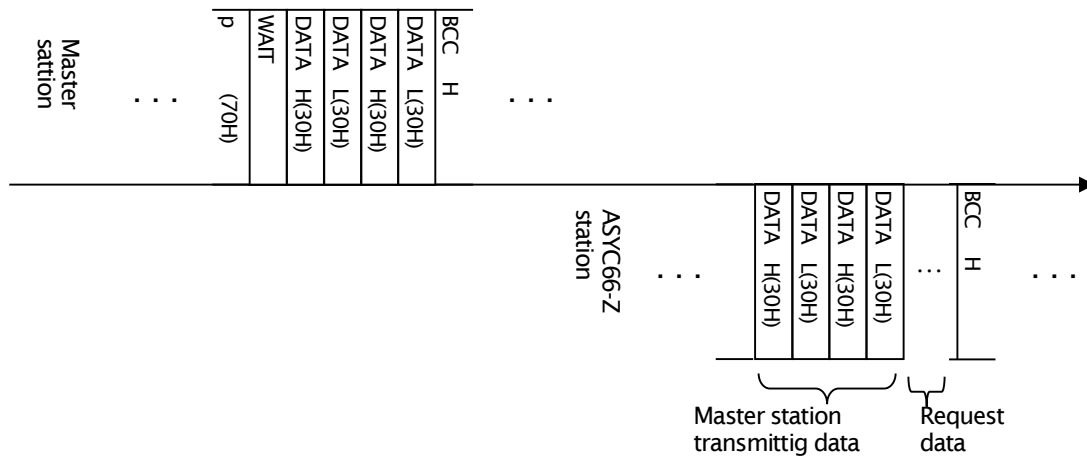 Master
sattion
. . .
p (70H)
WAIT
DATA H(30H)
DATA L(30H)
DATA H(30H)
DATA L(30H)
BCC H
. . .
ASYC66-Z
station
. . .
DATA H(30H)
DATA L(30H)
DATA H(30H)
DATA L(30H)
...
BCC H
. . .
Master station
transmittig data
Request
data